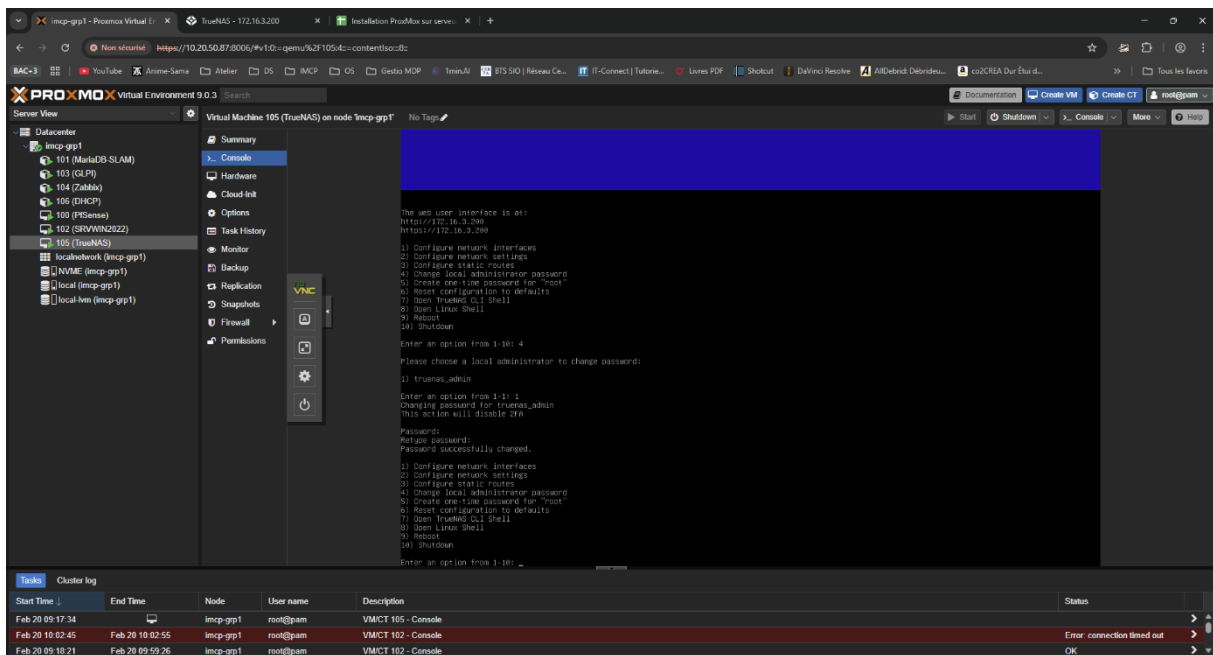 imcp-grp1 - Proxmox Virtual En
TrueNAS - 172.16.3.200
Installation ProxMox sur serveu
Non sécurisé https://10.20.50.87:8006/#v1:0:=qemu%2F105:4:::=contentIso:::8::
BAC+3 YouTube Anime-Sama Atelier DS IMCP OS Gestio MDP 1min.AI BTS SIO | Réseau Ce... IT-Connect | Tutorie... Livres PDF Shotcut DaVinci Resolve AllDebrid: Débrideu... co2CREA Dur Étui d... » Tous les favoris
PROXMOX Virtual Environment 9.0.3 Search Documentation Create VM Create CT root@pam
Server View
Virtual Machine 105 (TrueNAS) on node 'imcp-grp1' No Tags Start Shutdown Console More Help
Datacenter
imcp-grp1
101 (MariaDB-SLAM)
103 (GLPI)
104 (Zabbix)
106 (DHCP)
100 (PfSense)
102 (SRVWIN2022)
105 (TrueNAS)
localnetwork (imcp-grp1)
NVME (imcp-grp1)
local (imcp-grp1)
local-lvm (imcp-grp1)
Summary
Console
Hardware
Cloud-Init
Options
Task History
Monitor
Backup
Replication
Snapshots
Firewall
Permissions
VNC
The web user interface is at:
http://172.16.3.200
https://172.16.3.200
1) Configure network interfaces
2) Configure network settings
3) Configure static routes
4) Change local administrator password
5) Create one-time password for "root"
6) Reset configuration to defaults
7) Open TrueNAS CLI Shell
8) Open Linux Shell
9) Reboot
10) Shutdown
Enter an option from 1-10: 4
Please choose a local administrator to change password:
1) truenas_admin
Enter an option from 1-1: 1
Changing password for truenas_admin
This action will disable 2FA
Password:
Retype password:
Password successfully changed.
1) Configure network interfaces
2) Configure network settings
3) Configure static routes
4) Change local administrator password
5) Create one-time password for "root"
6) Reset configuration to defaults
7) Open TrueNAS CLI Shell
8) Open Linux Shell
9) Reboot
10) Shutdown
Enter an option from 1-10: _
Tasks Cluster log
Start Time ↓ End Time Node User name Description Status
Feb 20 09:17:34 imcp-grp1 root@pam VM/CT 105 - Console
Feb 20 10:02:45 Feb 20 10:02:55 imcp-grp1 root@pam VM/CT 102 - Console Error: connection timed out
Feb 20 09:18:21 Feb 20 09:59:26 imcp-grp1 root@pam VM/CT 102 - Console OK